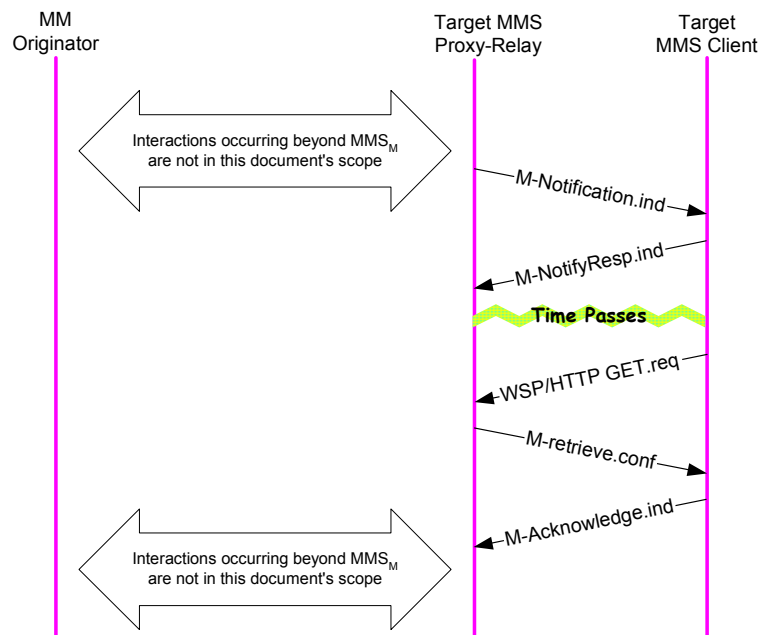 MM
Originator
Target MMS
Proxy-Relay
Target
MMS Client
Interactions occurring beyond MMS_M
are not in this document's scope
M-Notification.ind
M-NotifyResp.ind
Time Passes
WSP/HTTP GET.req
M-retrieve.conf
M-Acknowledge.ind
Interactions occurring beyond MMS_M
are not in this document's scope